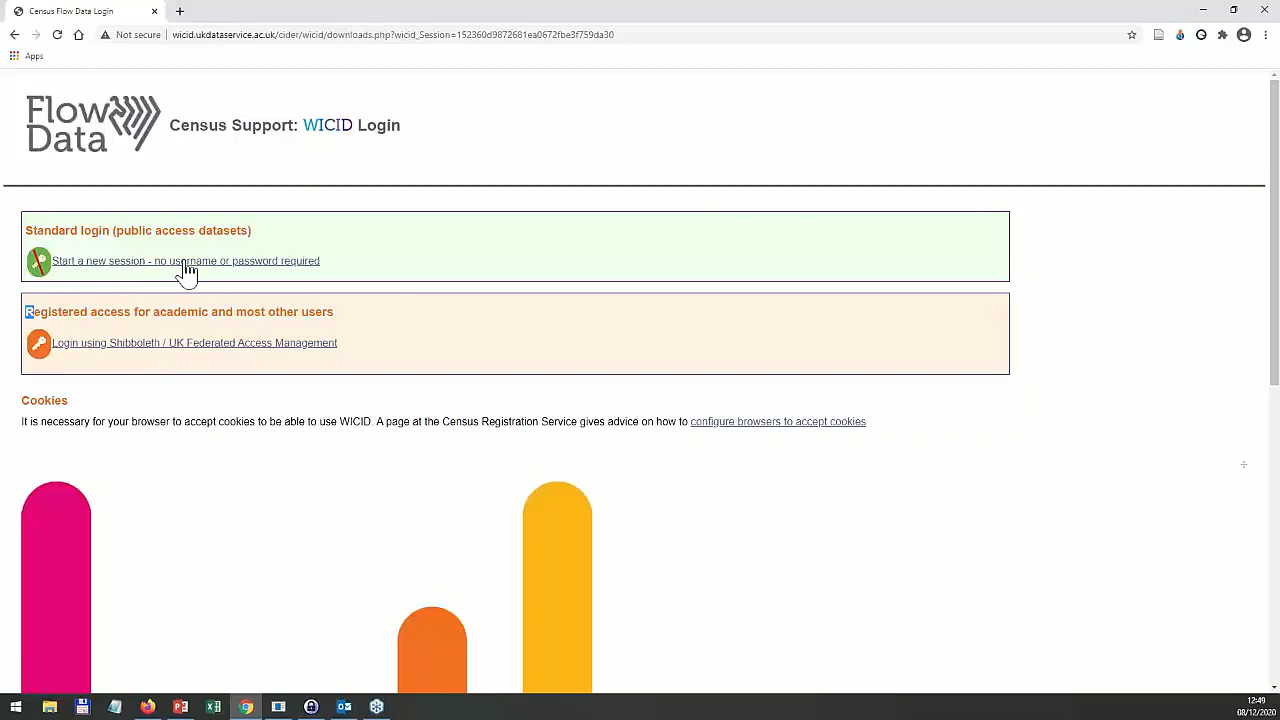 Census Flow Data Login
Not secure
wicid.ukdataservice.ac.uk/cider/wicid/downloads.php?wicid_Session=152360d9872681ea0672fbe3f759da30
Apps
Flow
Data
Census Support: WICID Login
Standard login (public access datasets)
Start a new session - no username or password required
Registered access for academic and most other users
Login using Shibboleth / UK Federated Access Management
Cookies
It is necessary for your browser to accept cookies to be able to use WICID. A page at the Census Registration Service gives advice on how to configure browsers to accept cookies
12:49
08/12/2020